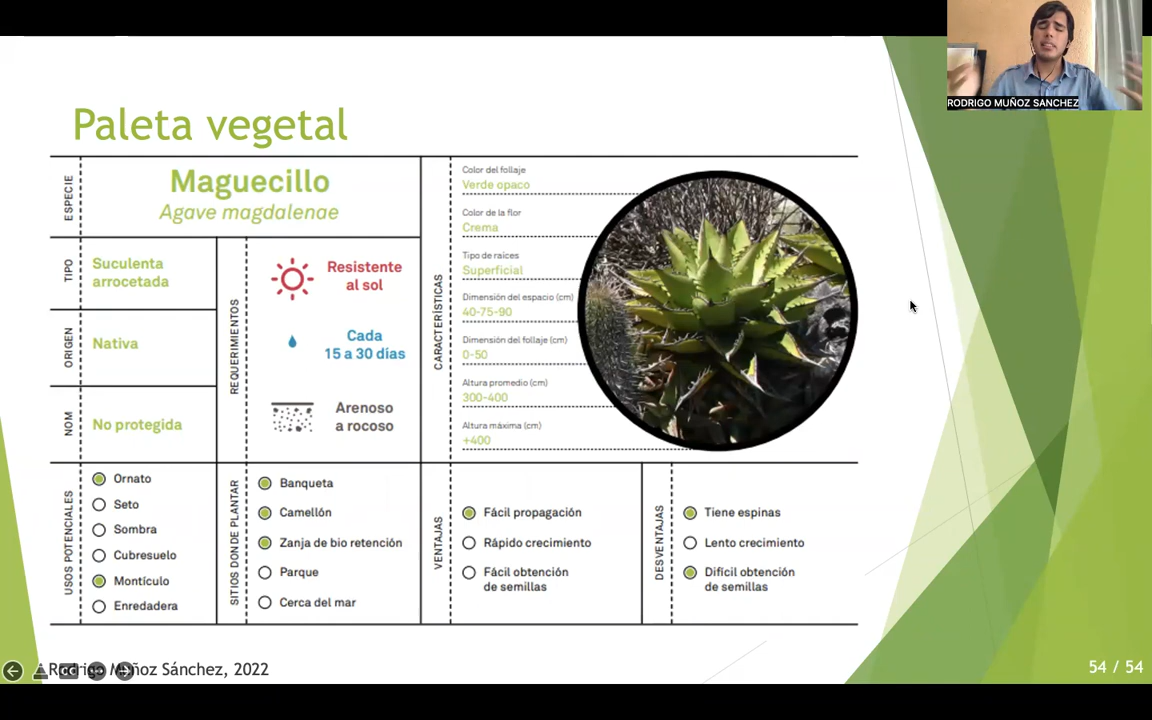 RODRIGO MUÑOZ SANCHEZ
Paleta vegetal
ESPECIE
Maguecillo
Agave magdalenae
TIPO
Suculenta
arrocetada
ORIGEN
Nativa
NOM
No protegida
REQUERIMIENTOS
Resistente
al sol
Cada
15 a 30 días
Arenoso
a rocoso
CARACTERÍSTICAS
Color del follaje
Verde opaco
Color de la flor
Crema
Tipo de raíces
Superficial
Dimensión del espacio (cm)
40-75-90
Dimensión del follaje (cm)
0-50
Altura promedio (cm)
300-400
Altura máxima (cm)
+400
USOS POTENCIALES
Ornato
Seto
Sombra
Cubresuelo
Montículo
Enredadera
SITIOS DONDE PLANTAR
Banqueta
Camellón
Zanja de bio retención
Parque
Cerca del mar
VENTAJAS
Fácil propagación
Rápido crecimiento
Fácil obtención
de semillas
DESVENTAJAS
Tiene espinas
Lento crecimiento
Difícil obtención
de semillas
Rodrigo Muñoz Sánchez, 2022
54 / 54